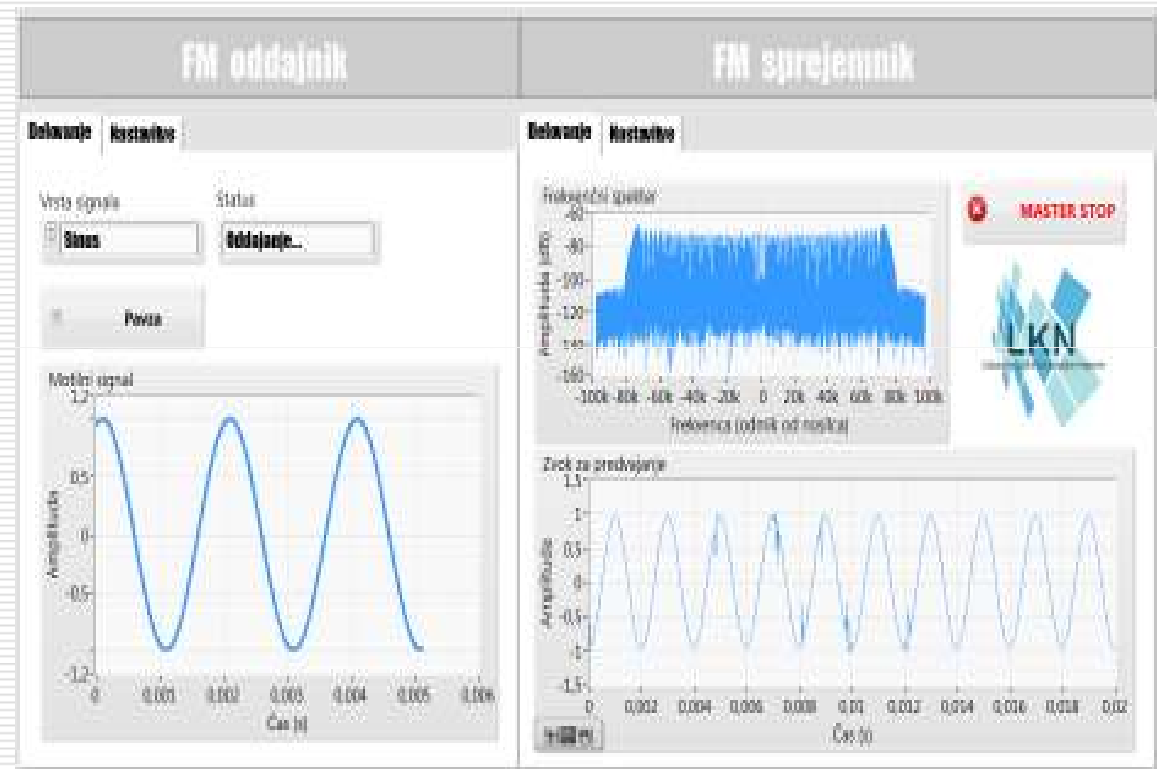 FM oddajnik
Delovanje Nastavitve
Vrsta signala
Status
Sinus
Oddajanje...
Pavza
Modilni signal
Amplituda
1,2
0,5
0
-0,5
-1,2
0 0,001 0,002 0,003 0,004 0,005 0,006
Čas (s)
FM sprejemnik
Delovanje Nastavitve
Frekvenčni spekter
Amplituda
-60
-80
-100
-120
-140
-160
-100k -80k -60k -40k -20k 0 20k 40k 60k 80k 100k
Frekvenca (odmik od nosilca)
MASTER STOP
LKN
Zvok za predvajanje
Amplituda
1,5
1
0,5
0
-0,5
-1
-1,5
0 0,002 0,004 0,006 0,008 0,01 0,012 0,014 0,016 0,018 0,02
Čas (s)